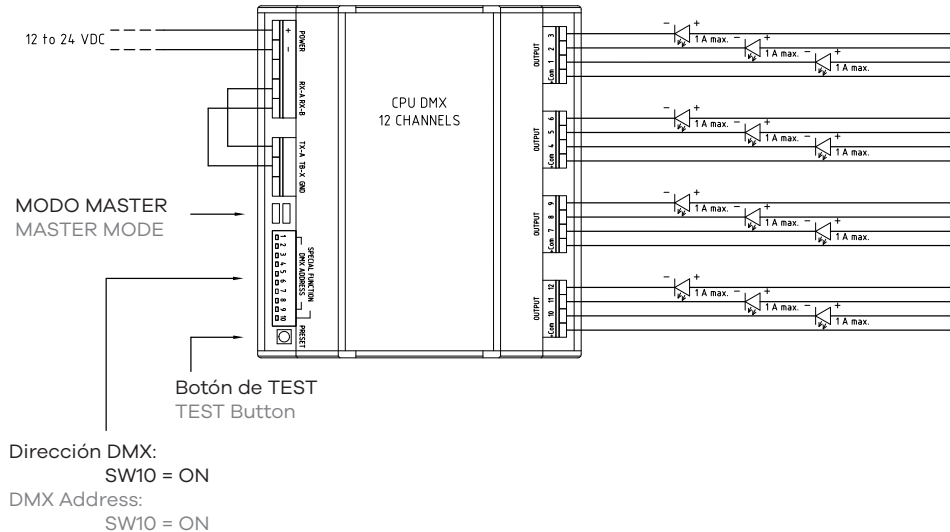 12 to 24 VDC
+
-
POWER
RX-A RX-B
TX-A TB-X GND
CPU DMX
12 CHANNELS
MODO MASTER
MASTER MODE
1 2 3 4 5 6 7 8 9 10
SPECIAL FUNCTION
DMX ADDRESS
PRESET
OUTPUT
+Com 1 2 3
- +
1 A max.
- +
1 A max.
- +
1 A max.
OUTPUT
+Com 4 5 6
- +
1 A max.
- +
1 A max.
- +
1 A max.
OUTPUT
+Com 7 8 9
- +
1 A max.
- +
1 A max.
- +
1 A max.
OUTPUT
+Com 10 11 12
- +
1 A max.
- +
1 A max.
- +
1 A max.
Botón de TEST
TEST Button
Dirección DMX:
SW10 = ON
DMX Address:
SW10 = ON